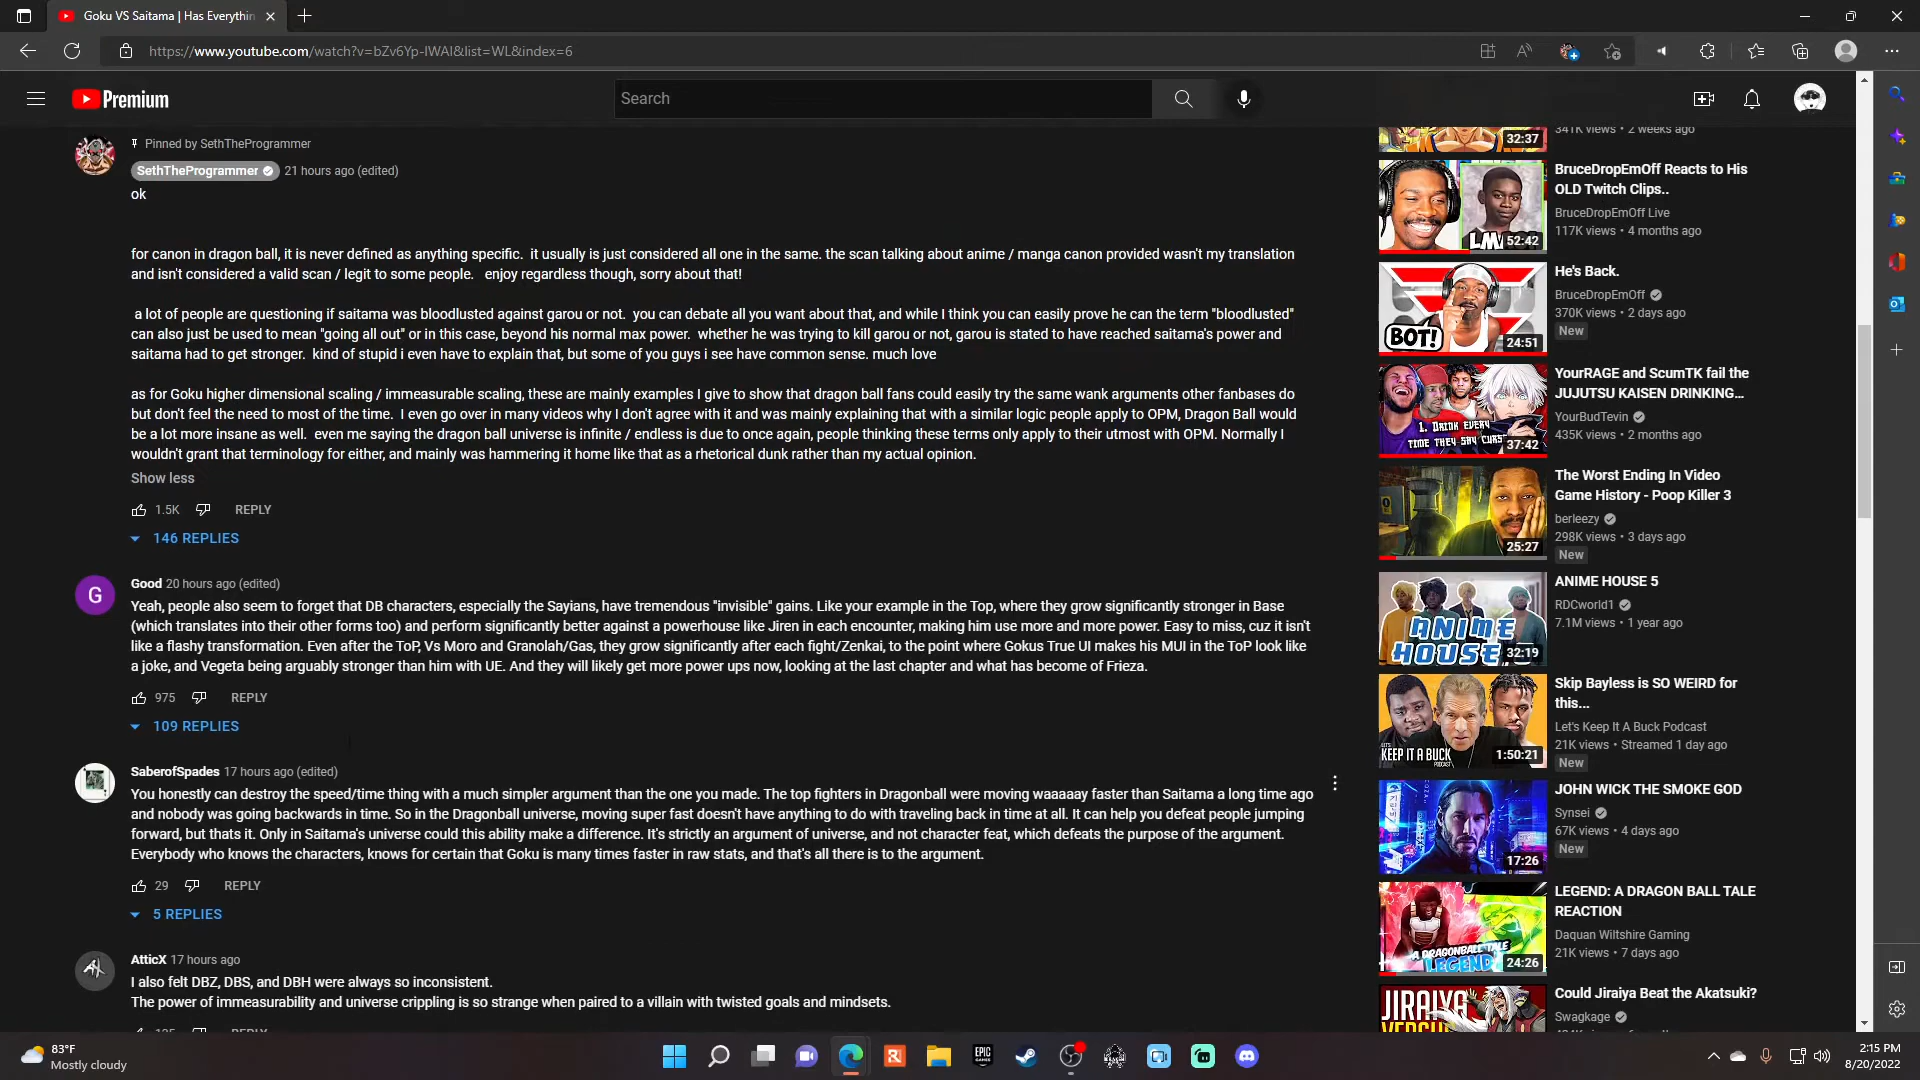 Goku VS Saitama | Has Everythin
https://www.youtube.com/watch?v=bZv6Yp-IWAI&list=WL&index=6
Premium
Search
Pinned by SethTheProgrammer
SethTheProgrammer 21 hours ago (edited)
ok
for canon in dragon ball, it is never defined as anything specific. it usually is just considered all one in the same. the scan talking about anime / manga canon provided wasn't my translation
and isn't considered a valid scan / legit to some people. enjoy regardless though, sorry about that!
a lot of people are questioning if saitama was bloodlusted against garou or not. you can debate all you want about that, and while I think you can easily prove he can the term "bloodlusted"
can also just be used to mean "going all out" or in this case, beyond his normal max power. whether he was trying to kill garou or not, garou is stated to have reached saitama's power and
saitama had to get stronger. kind of stupid i even have to explain that, but some of you guys i see have common sense. much love
as for Goku higher dimensional scaling / immeasurable scaling, these are mainly examples I give to show that dragon ball fans could easily try the same wank arguments other fanbases do
but don't feel the need to most of the time. I even go over in many videos why I don't agree with it and was mainly explaining that with a similar logic people apply to OPM, Dragon Ball would
be a lot more insane as well. even me saying the dragon ball universe is infinite / endless is due to once again, people thinking these terms only apply to their utmost with OPM. Normally I
wouldn't grant that terminology for either, and mainly was hammering it home like that as a rhetorical dunk rather than my actual opinion.
Show less
1.5K REPLY
146 REPLIES
G
Good 20 hours ago (edited)
Yeah, people also seem to forget that DB characters, especially the Sayians, have tremendous "invisible" gains. Like your example in the Top, where they grow significantly stronger in Base
(which translates into their other forms too) and perform significantly better against a powerhouse like Jiren in each encounter, making him use more and more power. Easy to miss, cuz it isn't
like a flashy transformation. Even after the ToP, Vs Moro and Granolah/Gas, they grow significantly after each fight/Zenkai, to the point where Gokus True UI makes his MUI in the ToP look like
a joke, and Vegeta being arguably stronger than him with UE. And they will likely get more power ups now, looking at the last chapter and what has become of Frieza.
975 REPLY
109 REPLIES
SaberofSpades 17 hours ago (edited)
You honestly can destroy the speed/time thing with a much simpler argument than the one you made. The top fighters in Dragonball were moving waaaaay faster than Saitama a long time ago
and nobody was going backwards in time. So in the Dragonball universe, moving super fast doesn't have anything to do with traveling back in time at all. It can help you defeat people jumping
forward, but thats it. Only in Saitama's universe could this ability make a difference. It's strictly an argument of universe, and not character feat, which defeats the purpose of the argument.
Everybody who knows the characters, knows for certain that Goku is many times faster in raw stats, and that's all there is to the argument.
29 REPLY
5 REPLIES
AtticX 17 hours ago
I also felt DBZ, DBS, and DBH were always so inconsistent.
The power of immeasurability and universe crippling is so strange when paired to a villain with twisted goals and mindsets.
REPLY
32:37
341K views • 2 weeks ago
52:42
BruceDropEmOff Reacts to His
OLD Twitch Clips..
BruceDropEmOff Live
117K views • 4 months ago
BOT!
24:51
He's Back.
BruceDropEmOff
370K views • 2 days ago
New
1. DRINK EVERY
TIME THEY SAY CURS
37:42
YourRAGE and ScumTK fail the
JUJUTSU KAISEN DRINKING...
YourBudTevin
435K views • 2 months ago
25:27
The Worst Ending In Video
Game History - Poop Killer 3
berleezy
298K views • 3 days ago
New
ANIME
HOUSE
32:19
ANIME HOUSE 5
RDCworld1
7.1M views • 1 year ago
LET'S
KEEP IT A BUCK
PODCAST
1:50:21
Skip Bayless is SO WEIRD for
this...
Let's Keep It A Buck Podcast
21K views • Streamed 1 day ago
New
17:26
JOHN WICK THE SMOKE GOD
Synsei
67K views • 4 days ago
New
A DRAGONBALL TALE
LEGEND
24:26
LEGEND: A DRAGON BALL TALE
REACTION
Daquan Wiltshire Gaming
21K views • 7 days ago
JIRAIYA
VERSUS
Could Jiraiya Beat the Akatsuki?
Swagkage
83°F
Mostly cloudy
EPIC
2:15 PM
8/20/2022